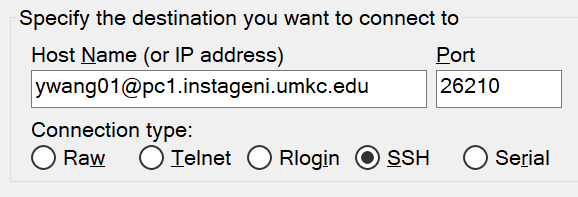 Specify the destination you want to connect to
Host Name (or IP address) Port
ywang01@pc1.instageni.umkc.edu 26210
Connection type:
Raw Telnet Rlogin SSH Serial